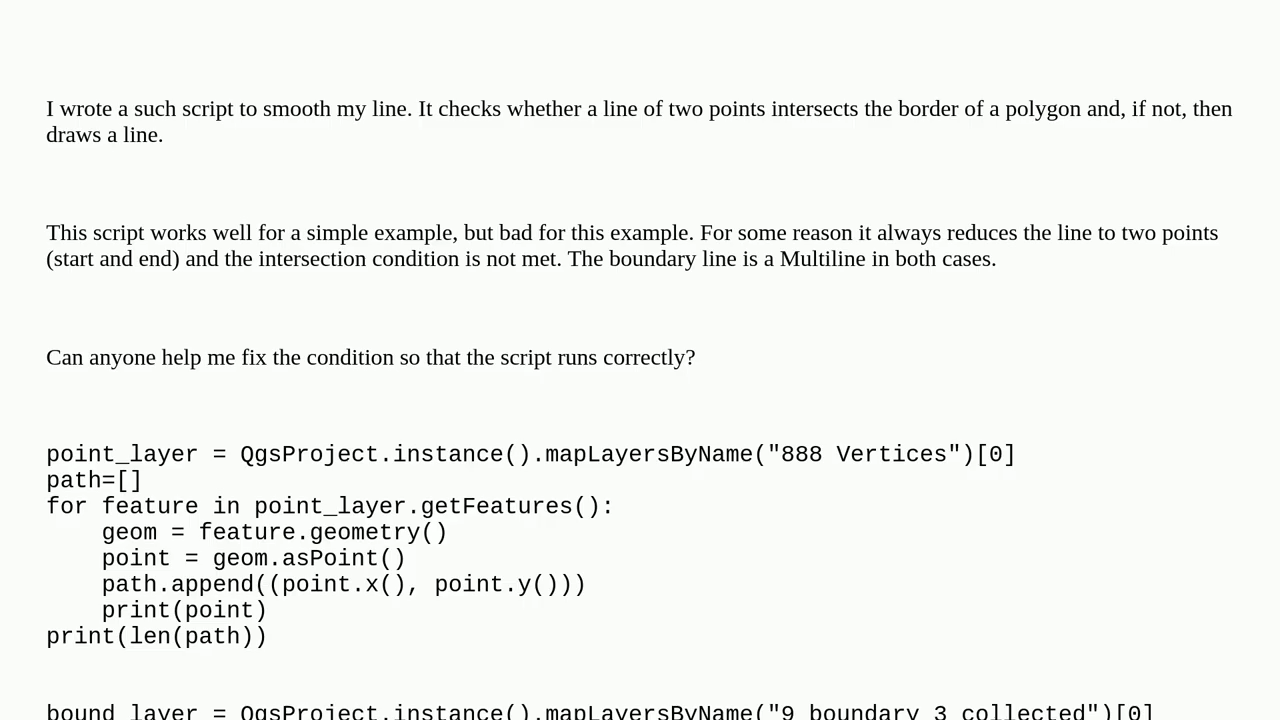 I wrote a such script to smooth my line. It checks whether a line of two points intersects the border of a polygon and, if not, then
draws a line.
This script works well for a simple example, but bad for this example. For some reason it always reduces the line to two points
(start and end) and the intersection condition is not met. The boundary line is a Multiline in both cases.
Can anyone help me fix the condition so that the script runs correctly?
point_layer = QgsProject.instance().mapLayersByName("888 Vertices")[0]
path=[]
for feature in point_layer.getFeatures():
    geom = feature.geometry()
    point = geom.asPoint()
    path.append((point.x(), point.y()))
    print(point)
print(len(path))
bound_layer = QgsProject.instance().mapLayersByName("9_boundary_3_collected")[0]